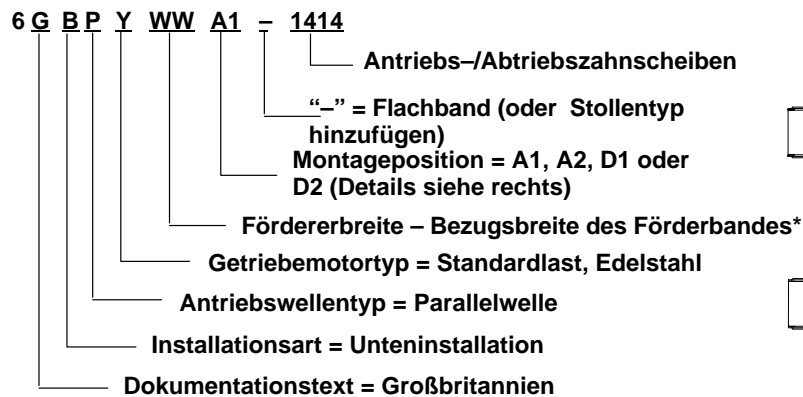 6 G B P Y WW A1 – 1414
Antriebs–/Abtriebszahnscheiben
“–” = Flachband (oder Stollentyp
hinzufügen)
Montageposition = A1, A2, D1 oder
D2 (Details siehe rechts)
Fördererbreite – Bezugsbreite des Förderbandes*
Getriebemotortyp = Standardlast, Edelstahl
Antriebswellentyp = Parallelwelle
Installationsart = Unteninstallation
Dokumentationstext = Großbritannien